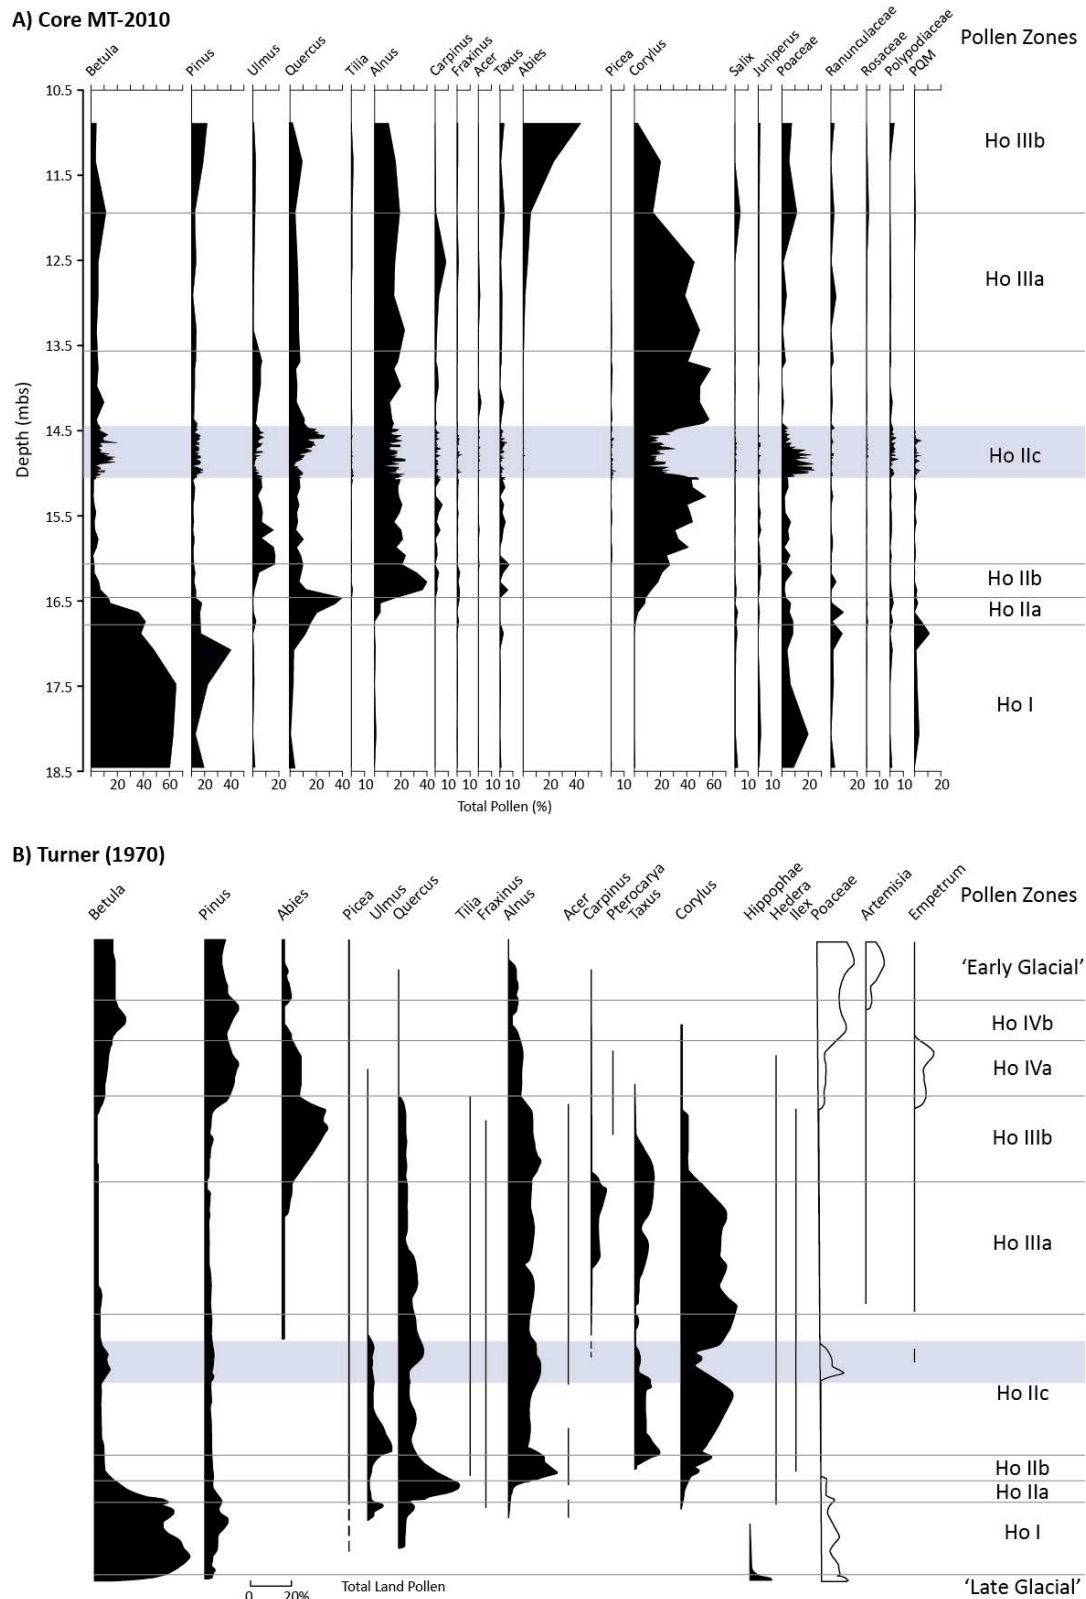 A) Core MT-2010
Betula Pinus Ulmus Quercus Tilia Alnus Carpinus Fraxinus Acer Taxus Abies Picea Corylus Salix Juniperus Poaceae Ranunculaceae Rosaceae Polypodiaceae PQM Pollen Zones
10.5
Ho IIIb
11.5
12.5
Ho IIIa
13.5
14.5
Ho IIc
Depth (mbs)
15.5
Ho IIb
16.5
Ho IIa
17.5
Ho I
18.5
20 40 60 20 40 10 20 40 10 20 40 10 10 10 10 20 40 10 20 40 60 10 10 20 20 10 10 20
Total Pollen (%)
B) Turner (1970)
Betula Pinus Abies Picea Ulmus Quercus Tilia Fraxinus Alnus Acer Carpinus Pterocarya Taxus Corylus Hippophae Hedera Ilex Poaceae Artemisia Empetrum Pollen Zones
‘Early Glacial’
Ho IVb
Ho IVa
Ho IIIb
Ho IIIa
Ho IIc
Ho IIb
Ho IIa
Ho I
0 20% Total Land Pollen ‘Late Glacial’